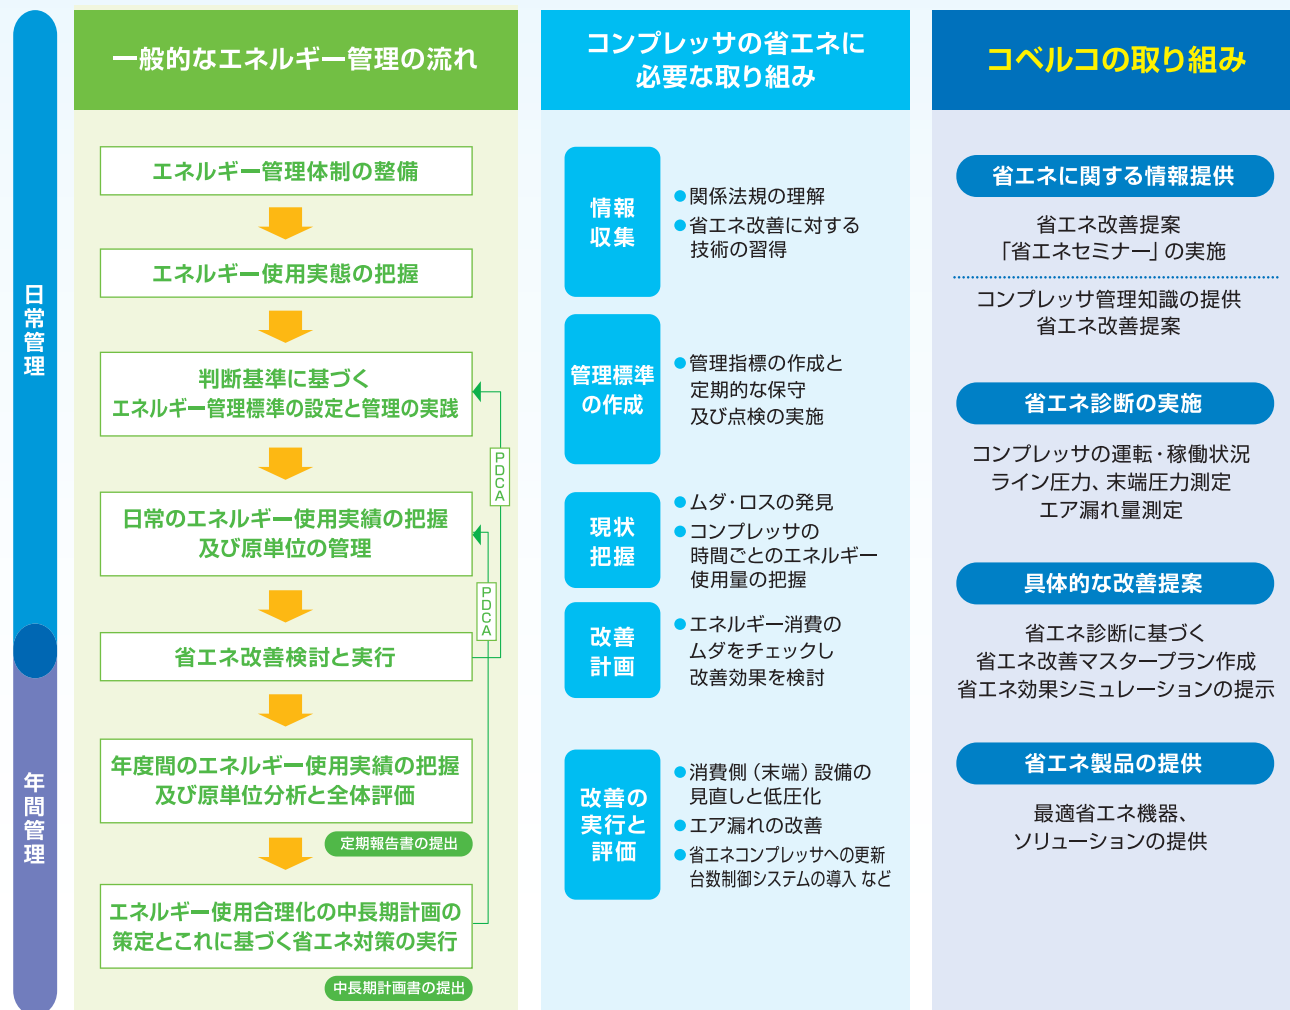 日常管理
年間管理
一般的なエネルギー管理の流れ
エネルギー管理体制の整備
エネルギー使用実態の把握
判断基準に基づく
エネルギー管理標準の設定と管理の実践
日常のエネルギー使用実績の把握
及び原単位の管理
省エネ改善検討と実行
年度間のエネルギー使用実績の把握
及び原単位分析と全体評価
定期報告書の提出
エネルギー使用合理化の中長期計画の
策定とこれに基づく省エネ対策の実行
中長期計画書の提出
PDCA
PDCA
コンプレッサの省エネに
必要な取り組み
情報
収集
●関係法規の理解
●省エネ改善に対する
技術の習得
管理標準
の作成
●管理指標の作成と
定期的な保守
及び点検の実施
現状
把握
●ムダ・ロスの発見
●コンプレッサの
時間ごとのエネルギー
使用量の把握
改善
計画
●エネルギー消費の
ムダをチェックし
改善効果を検討
改善の
実行と
評価
●消費側（末端）設備の
見直しと低圧化
●エア漏れの改善
●省エネコンプレッサへの更新
台数制御システムの導入 など
コベルコの取り組み
省エネに関する情報提供
省エネ改善提案
「省エネセミナー」の実施
コンプレッサ管理知識の提供
省エネ改善提案
省エネ診断の実施
コンプレッサの運転・稼働状況
ライン圧力、末端圧力測定
エア漏れ量測定
具体的な改善提案
省エネ診断に基づく
省エネ改善マスタープラン作成
省エネ効果シミュレーションの提示
省エネ製品の提供
最適省エネ機器、
ソリューションの提供